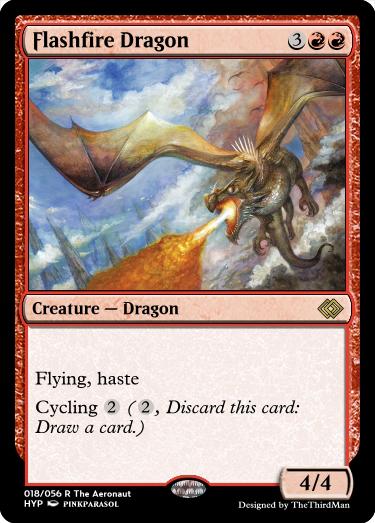 Flashfire Dragon 3
Creature — Dragon
Flying, haste
Cycling 2 (2, Discard this card:
Draw a card.)
4/4
018/056 R The Aeronaut
HYP PINKPARASOL
Designed by TheThirdMan